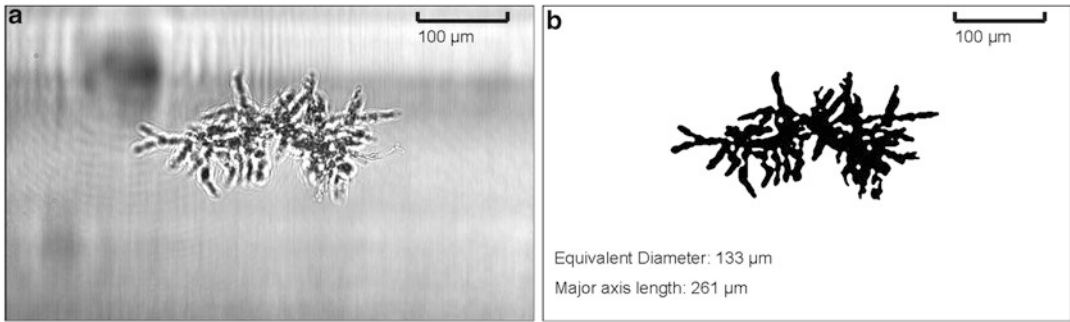 a
100 µm
b
100 µm
Equivalent Diameter: 133 µm
Major axis length: 261 µm